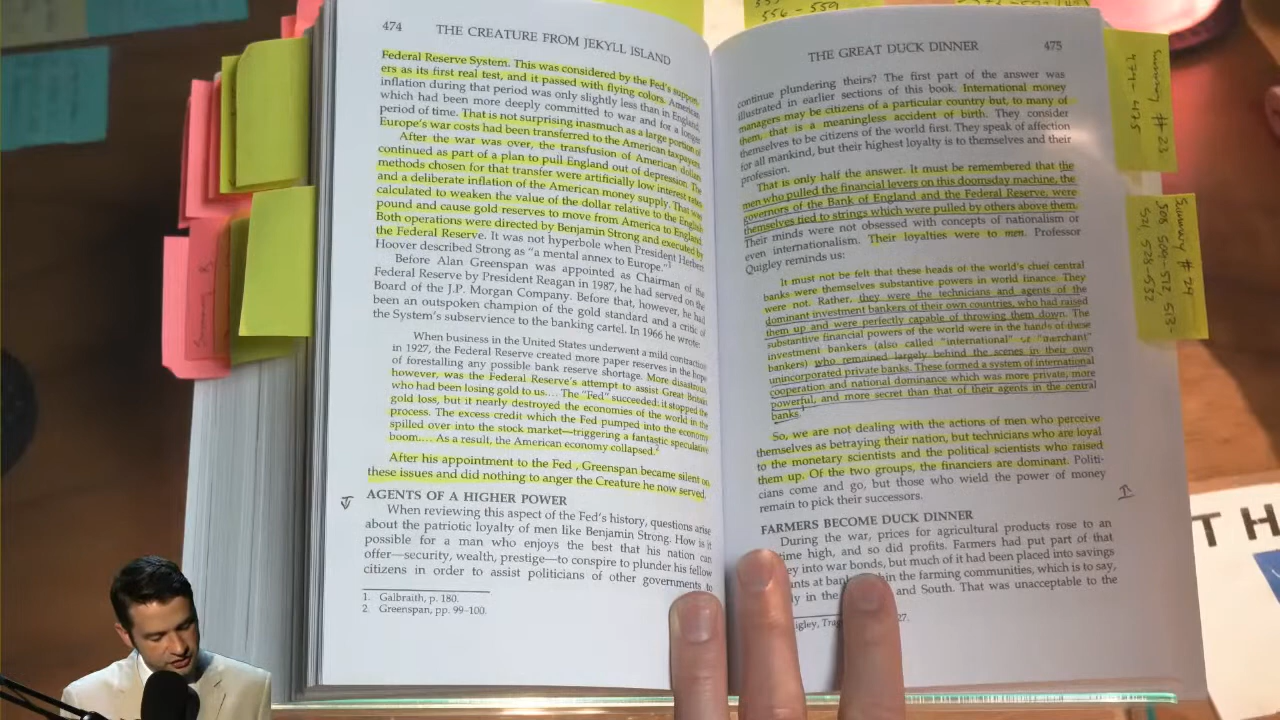 474
THE CREATURE FROM JEKYLL ISLAND
Federal Reserve System. This was considered by the Fed's support-
ers as its first real test, and it passed with flying colors. American
inflation during that period was only slightly less than in England,
which had been more deeply committed to war and for a longer
period of time. That is not surprising inasmuch as a large portion of
Europe's war costs had been transferred to the American taxpayers.
After the war was over, the transfusion of American dollars
continued as part of a plan to pull England out of depression. The
methods chosen for that transfer were artificially low interest rates
and a deliberate inflation of the American money supply. That was
calculated to weaken the value of the dollar relative to the English
pound and cause gold reserves to move from America to England.
Both operations were directed by Benjamin Strong and executed by
the Federal Reserve. It was not hyperbole when President Herbert
Hoover described Strong as "a mental annex to Europe."1
Before Alan Greenspan was appointed as Chairman of the
Federal Reserve by President Reagan in 1987, he had served on the
Board of the J.P. Morgan Company. Before that, however, he had
been an outspoken champion of the gold standard and a critic of
the System's subservience to the banking cartel. In 1966 he wrote:
When business in the United States underwent a mild contraction
in 1927, the Federal Reserve created more paper reserves in the hope
of forestalling any possible bank reserve shortage. More disastrous,
however, was the Federal Reserve's attempt to assist Great Britain
who had been losing gold to us.... The "Fed" succeeded: it stopped the
gold loss, but it nearly destroyed the economies of the world in the
process. The excess credit which the Fed pumped into the economy
spilled over into the stock market—triggering a fantastic speculative
boom.... As a result, the American economy collapsed.2
After his appointment to the Fed , Greenspan became silent on
these issues and did nothing to anger the Creature he now served.
AGENTS OF A HIGHER POWER
When reviewing this aspect of the Fed's history, questions arise
about the patriotic loyalty of men like Benjamin Strong. How is it
possible for a man who enjoys the best that his nation can
offer—security, wealth, prestige—to conspire to plunder his fellow
citizens in order to assist politicians of other governments to
1. Galbraith, p. 180.
2. Greenspan, pp. 99-100.
THE GREAT DUCK DINNER
475
continue plundering theirs? The first part of the answer was
illustrated in earlier sections of this book. International money
managers may be citizens of a particular country but, to many of
them, that is a meaningless accident of birth. They consider
themselves to be citizens of the world first. They speak of affection
for all mankind, but their highest loyalty is to themselves and their
profession.
That is only half the answer. It must be remembered that the
men who pulled the financial levers on this doomsday machine, the
governors of the Bank of England and the Federal Reserve, were
themselves tied to strings which were pulled by others above them.
Their minds were not obsessed with concepts of nationalism or
even internationalism. Their loyalties were to men. Professor
Quigley reminds us:
It must not be felt that these heads of the world's chief central
banks were themselves substantive powers in world finance. They
were not. Rather, they were the technicians and agents of the
dominant investment bankers of their own countries, who had raised
them up and were perfectly capable of throwing them down. The
substantive financial powers of the world were in the hands of these
investment bankers (also called "international" or "merchant"
bankers) who remained largely behind the scenes in their own
unincorporated private banks. These formed a system of international
cooperation and national dominance which was more private, more
powerful, and more secret than that of their agents in the central
banks.1
So, we are not dealing with the actions of men who perceive
themselves as betraying their nation, but technicians who are loyal
to the monetary scientists and the political scientists who raised
them up. Of the two groups, the financiers are dominant. Politi-
cians come and go, but those who wield the power of money
remain to pick their successors.
FARMERS BECOME DUCK DINNER
During the war, prices for agricultural products rose to an
time high, and so did profits. Farmers had put part of that
ey into war bonds, but much of it had been placed into savings
nts at ban in the farming communities, which is to say,
ly in the and South. That was unacceptable to the
igley, Tra 27.
556-559
Summary # 23
474-475
Summary # 24
508 509-512 513-
521 528-532
TH